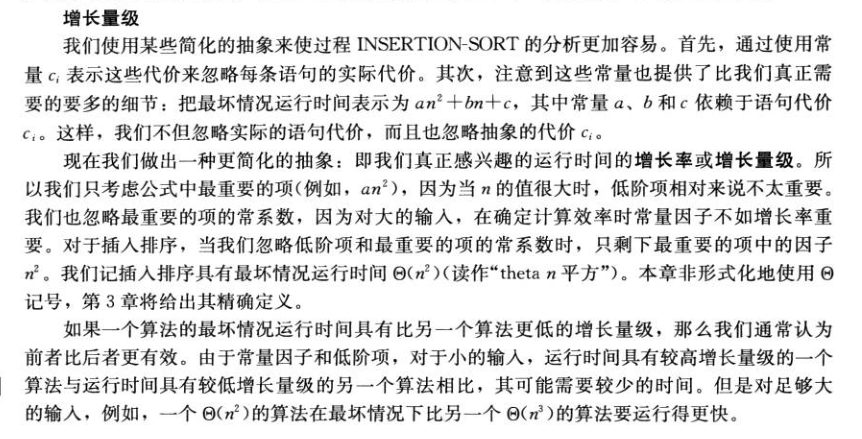 增长量级
我们使用某些简化的抽象来使过程 INSERTION-SORT 的分析更加容易。首先，通过使用常
量 cᵢ 表示这些代价来忽略每条语句的实际代价。其次，注意到这些常量也提供了比我们真正需
要的要多的细节：把最坏情况运行时间表示为 an²+bn+c，其中常量 a、b 和 c 依赖于语句代价
cᵢ。这样，我们不但忽略实际的语句代价，而且也忽略抽象的代价 cᵢ。
现在我们做出一种更简化的抽象：即我们真正感兴趣的运行时间的增长率或增长量级。所
以我们只考虑公式中最重要的项(例如，an²)，因为当 n 的值很大时，低阶项相对来说不太重要。
我们也忽略最重要的项的常系数，因为对大的输入，在确定计算效率时常量因子不如增长率重
要。对于插入排序，当我们忽略低阶项和最重要的项的常系数时，只剩下最重要的项中的因子
n²。我们记插入排序具有最坏情况运行时间 Θ(n²)(读作“theta n 平方”)。本章非形式化地使用 Θ
记号，第 3 章将给出其精确定义。
如果一个算法的最坏情况运行时间具有比另一个算法更低的增长量级，那么我们通常认为
前者比后者更有效。由于常量因子和低阶项，对于小的输入，运行时间具有较高增长量级的一个
算法与运行时间具有较低增长量级的另一个算法相比，其可能需要较少的时间。但是对足够大
的输入，例如，一个 Θ(n²)的算法在最坏情况下比另一个 Θ(n³)的算法要运行得更快。